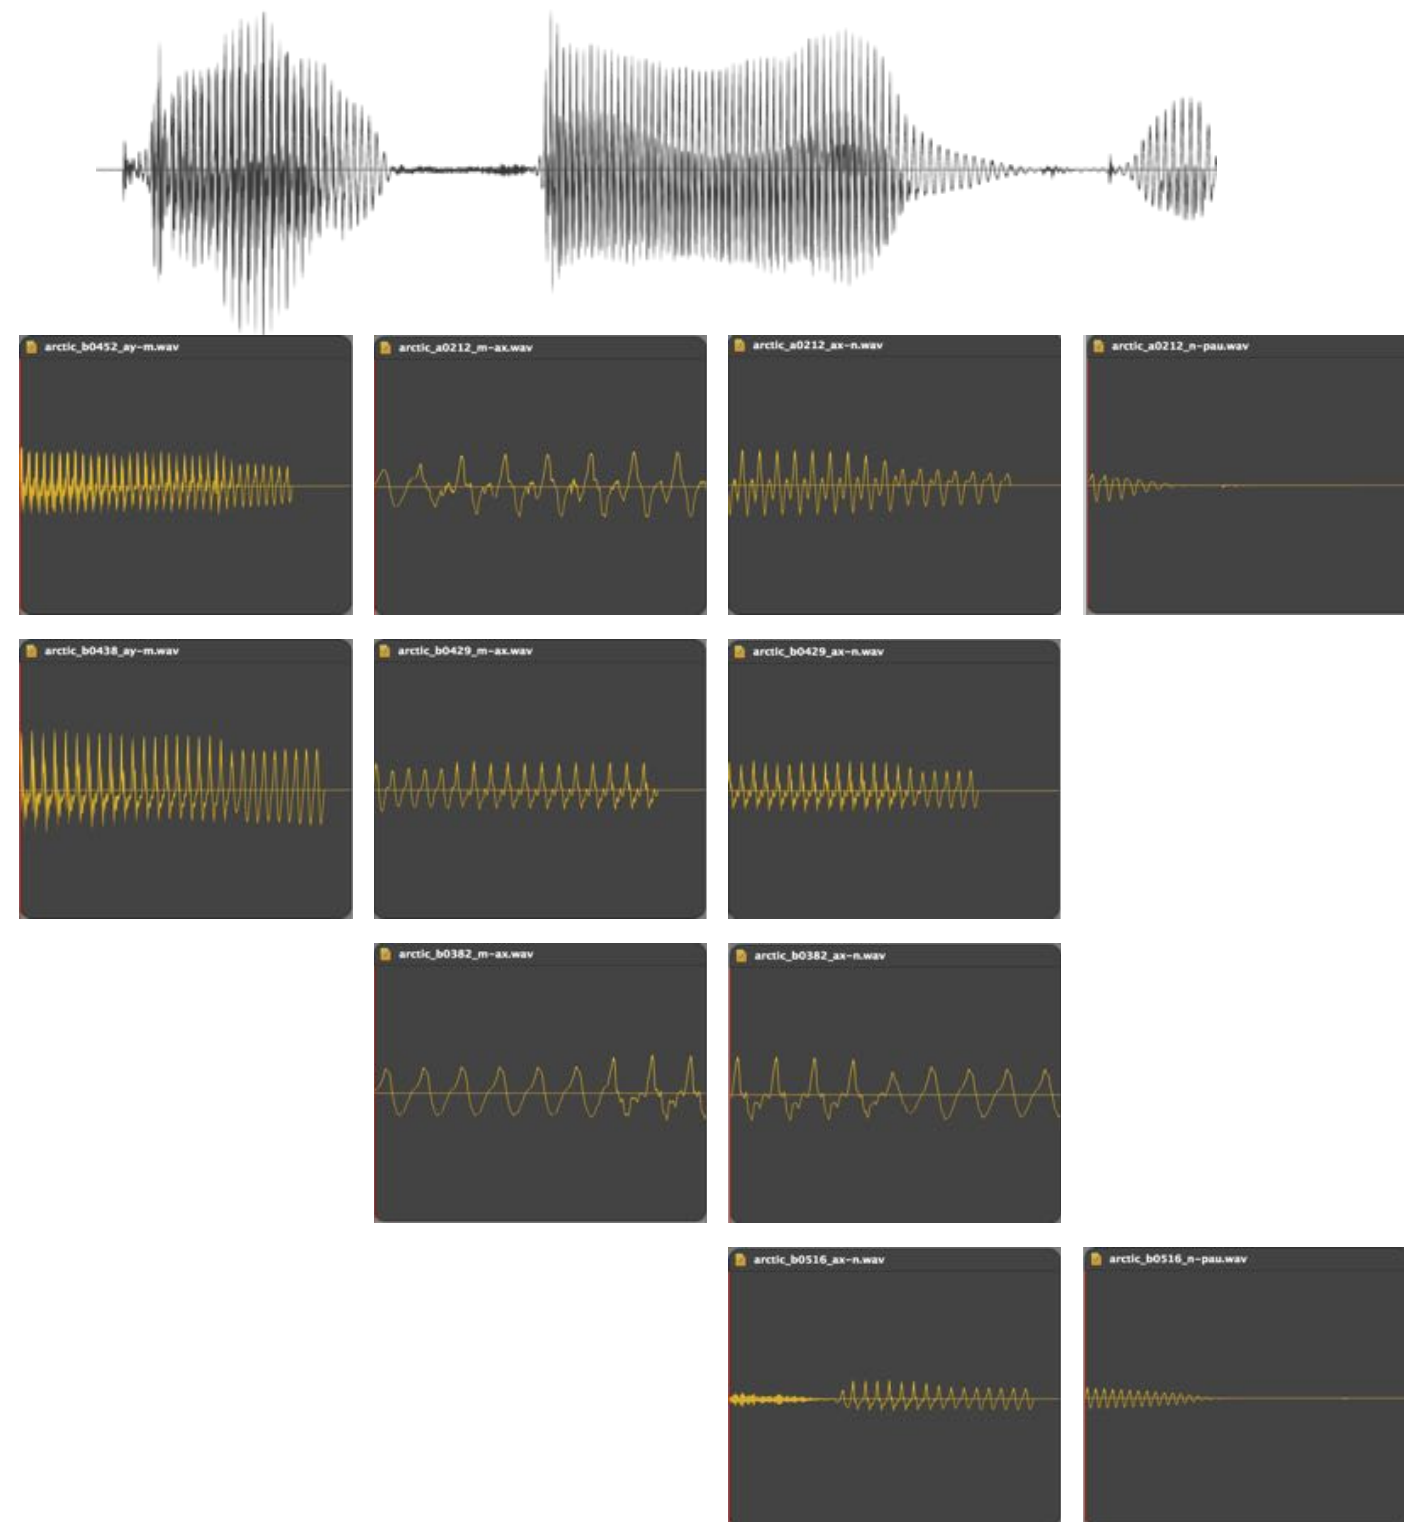 arctic_b0452_ay-m.wav
arctic_a0212_m-ax.wav
arctic_a0212_ax-n.wav
arctic_a0212_n-pau.wav
arctic_b0438_ay-m.wav
arctic_b0429_m-ax.wav
arctic_b0429_ax-n.wav
arctic_b0382_m-ax.wav
arctic_b0382_ax-n.wav
arctic_b0516_ax-n.wav
arctic_b0516_n-pau.wav